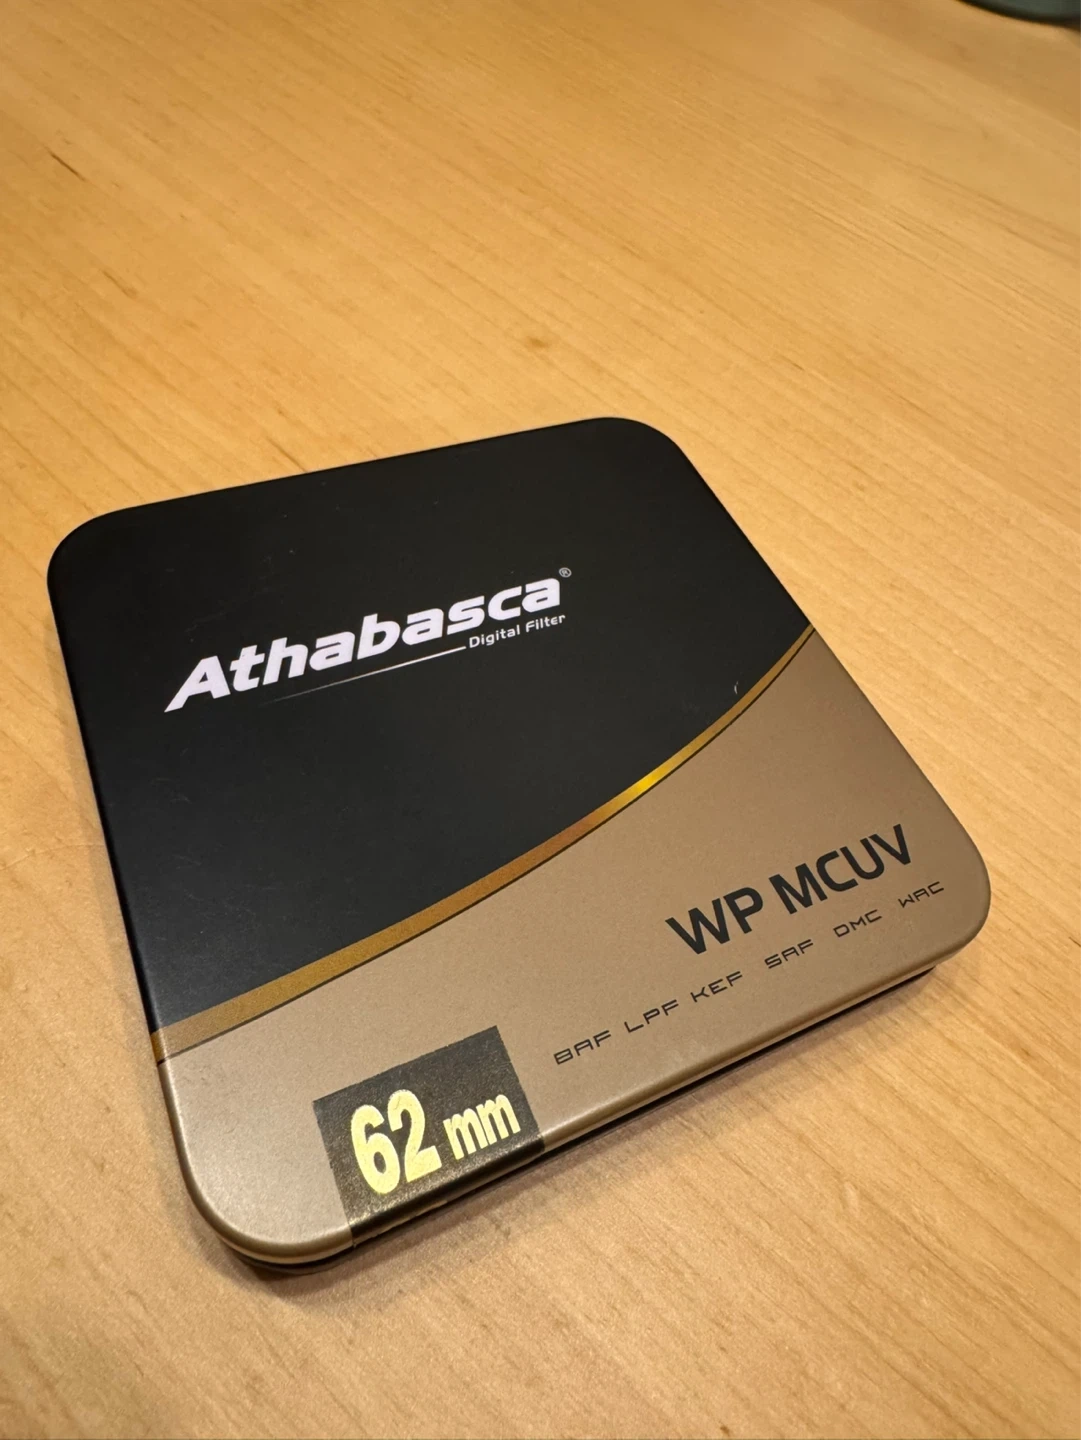 Athabasca®
Digital Filter
WP MCUV
BAF LPF KEF SAF DMC WAC
62 mm